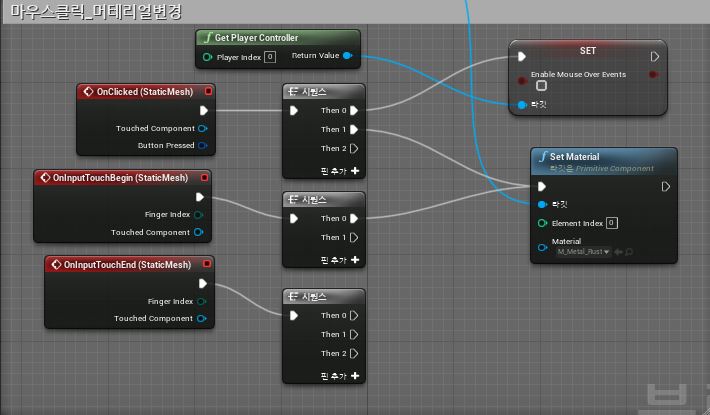 마우스클릭_머테리얼변경
Get Player Controller
Player Index 0
Return Value
SET
Enable Mouse Over Events
타깃
OnClicked (StaticMesh)
Touched Component
Button Pressed
시퀀스
Then 0
Then 1
Then 2
핀 추가
Set Material
타깃은 Primitive Component
타깃
Element Index 0
Material
M_Metal_Rust
OnInputTouchBegin (StaticMesh)
Finger Index
Touched Component
시퀀스
Then 0
Then 1
핀 추가
OnInputTouchEnd (StaticMesh)
Finger Index
Touched Component
시퀀스
Then 0
Then 1
Then 2
핀 추가